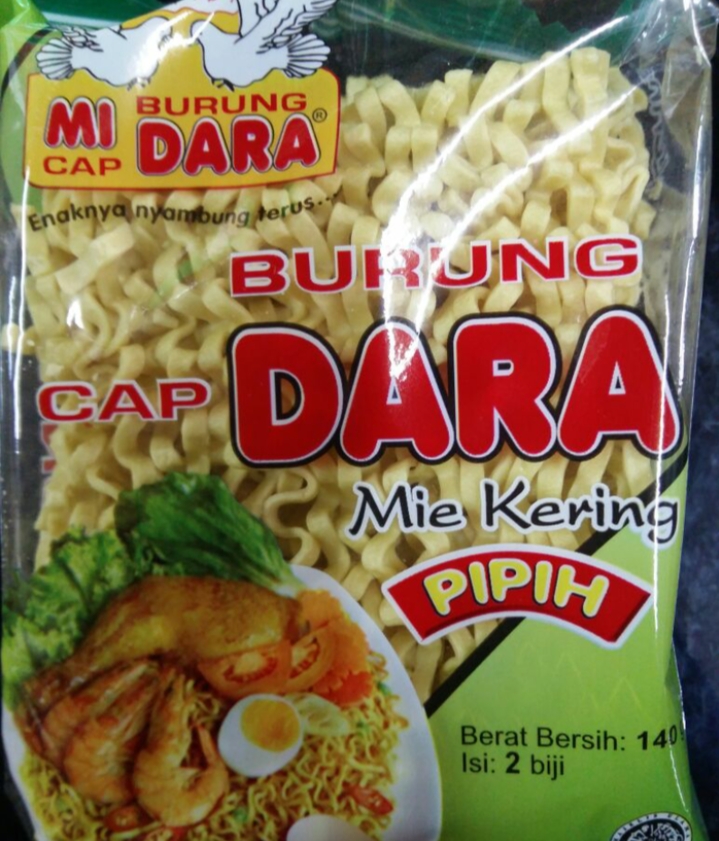 MI CAP BURUNG DARA®
Enaknya nyambung terus...
BURUNG
CAP DARA
Mie Kering
PIPIH
Berat Bersih: 140
Isi: 2 biji